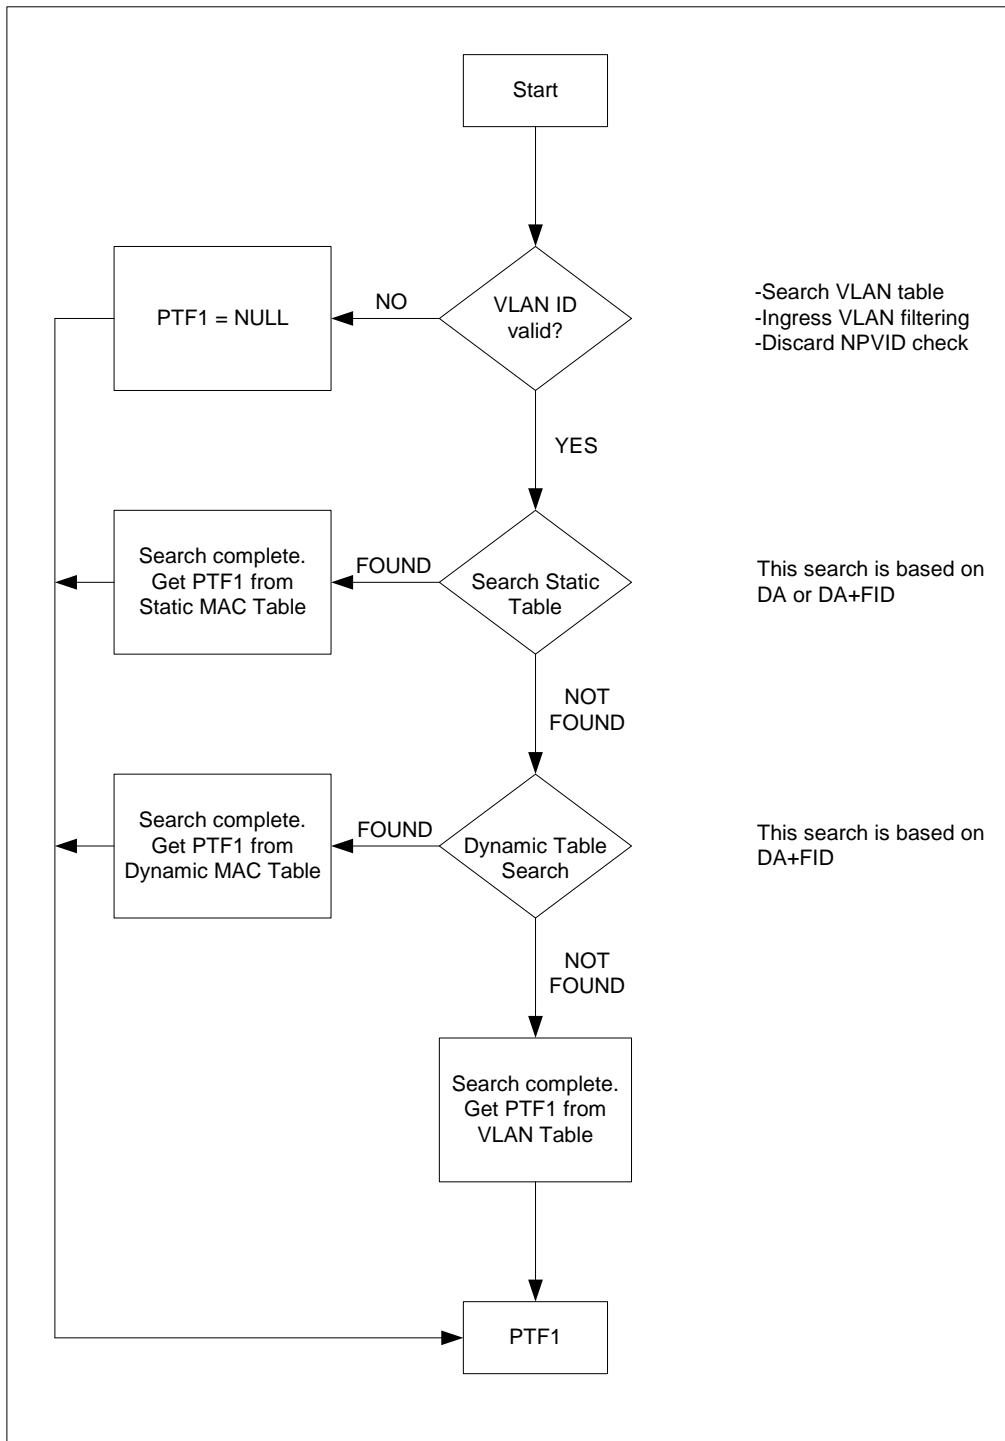 Start
NO
PTF1 = NULL
VLAN ID
valid?
-Search VLAN table
-Ingress VLAN filtering
-Discard NPVID check
YES
Search complete.
Get PTF1 from
Static MAC Table
FOUND
Search Static
Table
This search is based on
DA or DA+FID
NOT
FOUND
Search complete.
Get PTF1 from
Dynamic MAC Table
FOUND
Dynamic Table
Search
This search is based on
DA+FID
NOT
FOUND
Search complete.
Get PTF1 from
VLAN Table
PTF1